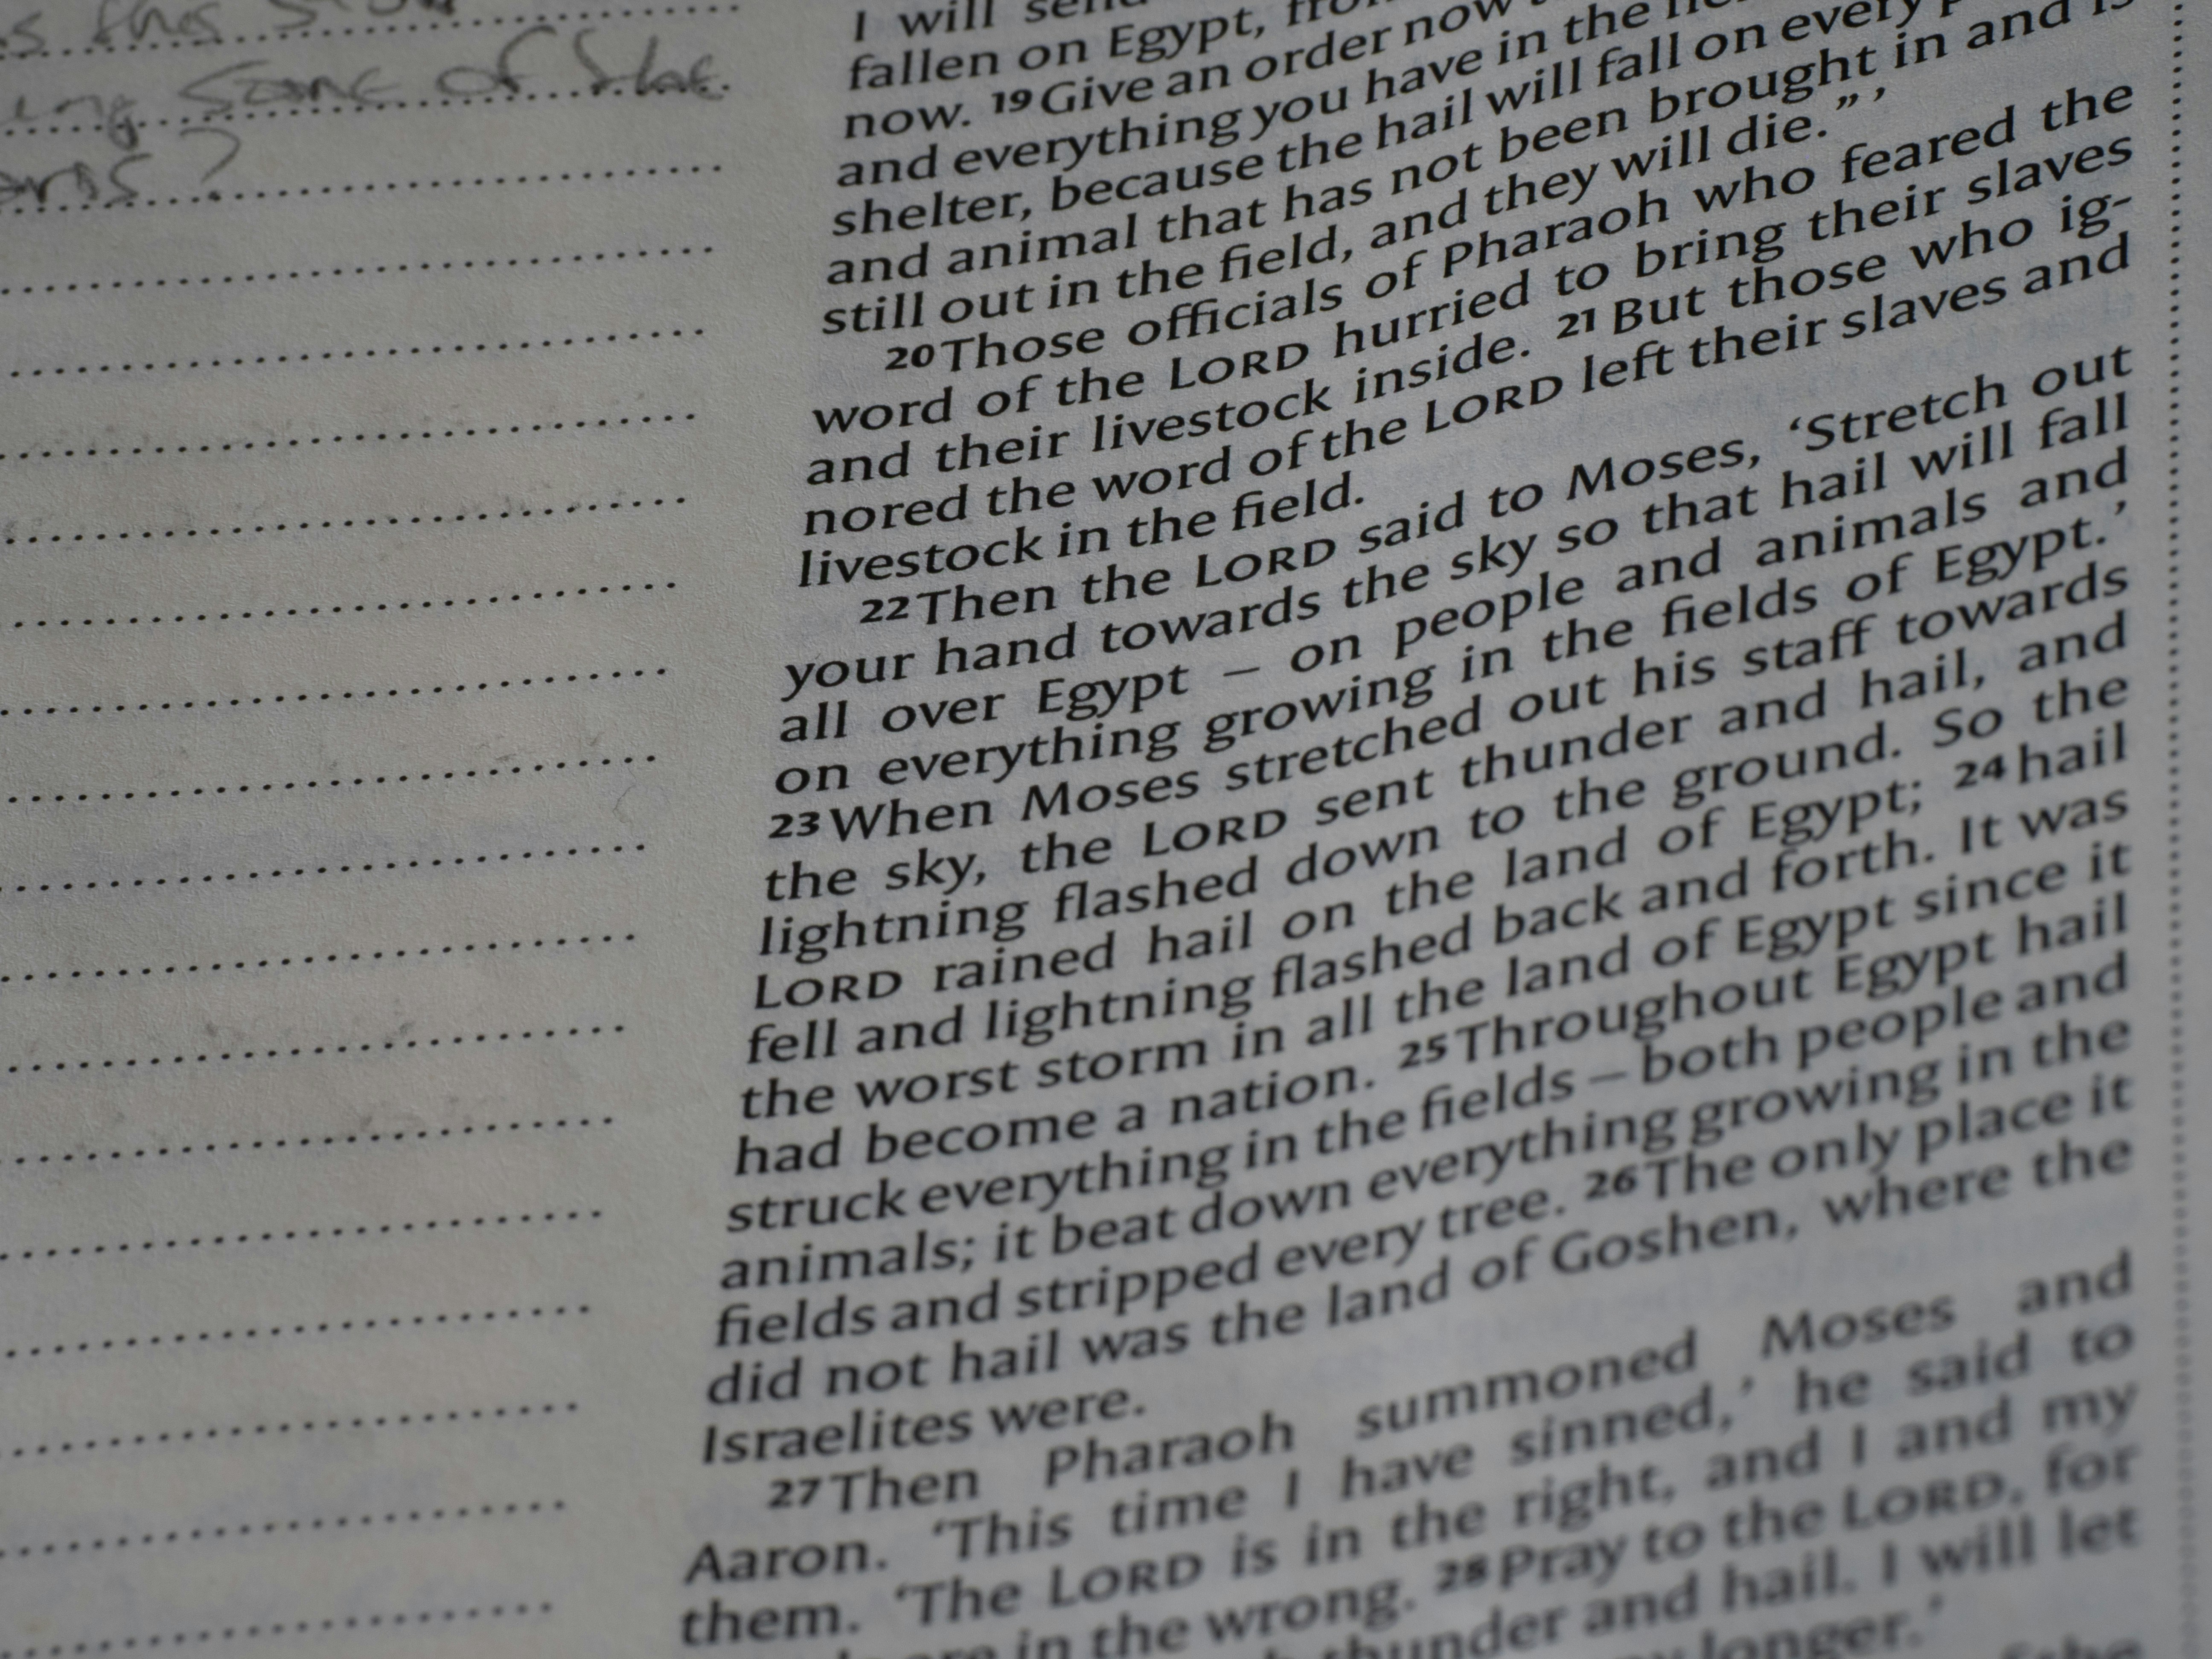 some of
?
I will
fallen on Egypt,
now. 19 Give an order now
and everything you have in the
shelter, because the hail will fall on every
and animal that has not been brought in and is
still out in the field, and they will die.” ’
20 Those officials of Pharaoh who feared the
word of the LORD hurried to bring their slaves
and their livestock inside. 21 But those who ig-
nored the word of the LORD left their slaves and
livestock in the field.
22 Then the LORD said to Moses, ‘Stretch out
your hand towards the sky so that hail will fall
all over Egypt – on people and animals and
on everything growing in the fields of Egypt.’
23 When Moses stretched out his staff towards
the sky, the LORD sent thunder and hail, and
lightning flashed down to the ground. So the
LORD rained hail on the land of Egypt; 24 hail
fell and lightning flashed back and forth. It was
the worst storm in all the land of Egypt since it
had become a nation. 25 Throughout Egypt hail
struck everything in the fields – both people and
animals; it beat down everything growing in the
fields and stripped every tree. 26 The only place it
did not hail was the land of Goshen, where the
Israelites were.
27 Then Pharaoh summoned Moses and
Aaron. ‘This time I have sinned,’ he said to
them. ‘The LORD is in the right, and I and my
in the wrong. 28 Pray to the LORD, for
thunder and hail. I will let
longer.’